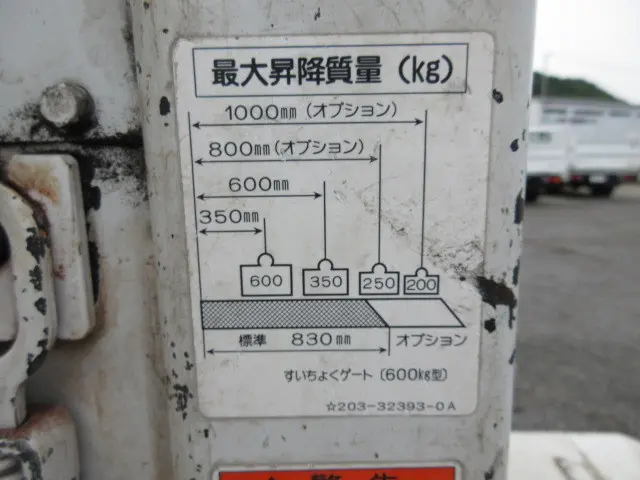 最大昇降質量(kg)
1000mm(オプション)
800mm(オプション)
600mm
350mm
600 350 250 200
標準 830mm オプション
すいちょくゲート(600kg型)
☆203-32393-0A